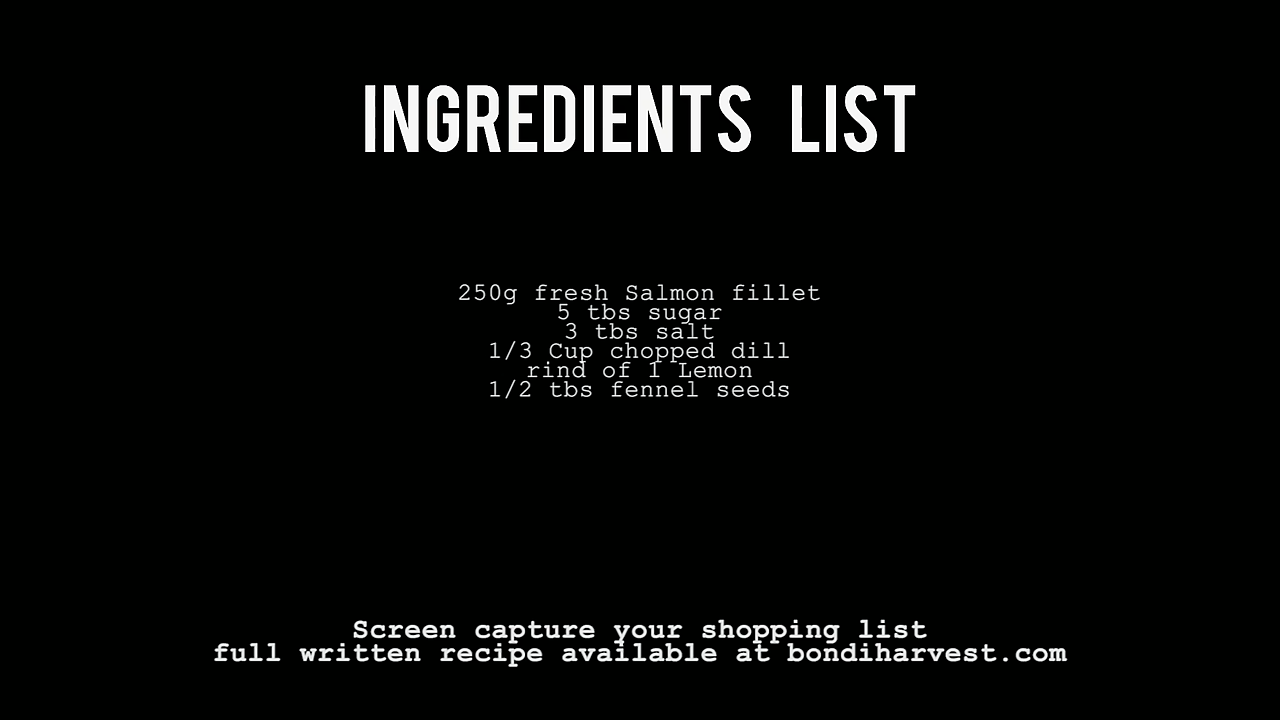 INGREDIENTS LIST
250g fresh Salmon fillet
5 tbs sugar
3 tbs salt
1/3 Cup chopped dill
rind of 1 Lemon
1/2 tbs fennel seeds
Screen capture your shopping list
full written recipe available at bondiharvest.com